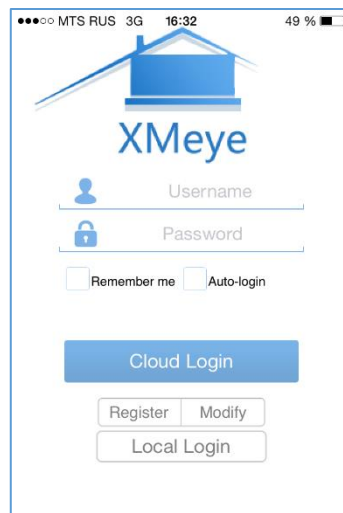 MTS RUS 3G 16:32 49 %
XMeye
Username
Password
Remember me Auto-login
Cloud Login
Register Modify
Local Login